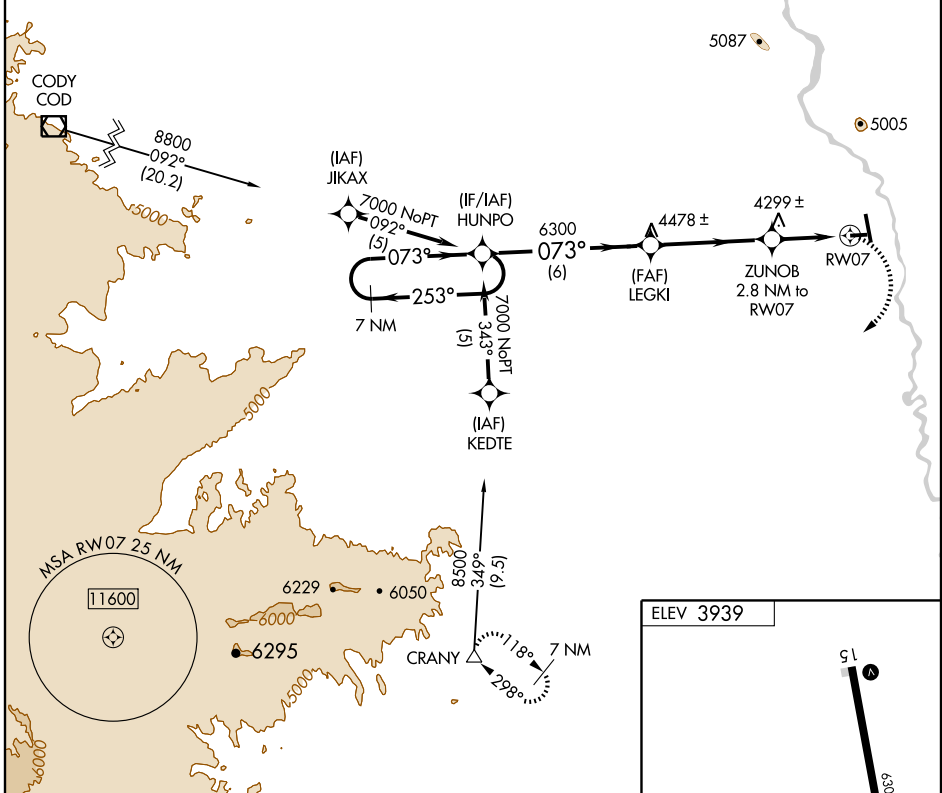 5087
5005
CODY
COD
8800
092°
(20.2)
5000
(IAF)
JIKAX
7000 NoPT
092°
(5)
(IF/IAF)
HUNPO
073°
253°
7 NM
6300
073°
(6)
4478 ±
(FAF)
LEGKI
4299 ±
ZUNOB
2.8 NM to
RW07
RW07
7000 NoPT
343°
(5)
(IAF)
KEDTE
5000
MSA RW07 25 NM
11600
6229
6050
6000
6295
5000
6000
8500
349°
(9.5)
CRANY
118°
298°
7 NM
ELEV 3939
15
V
630